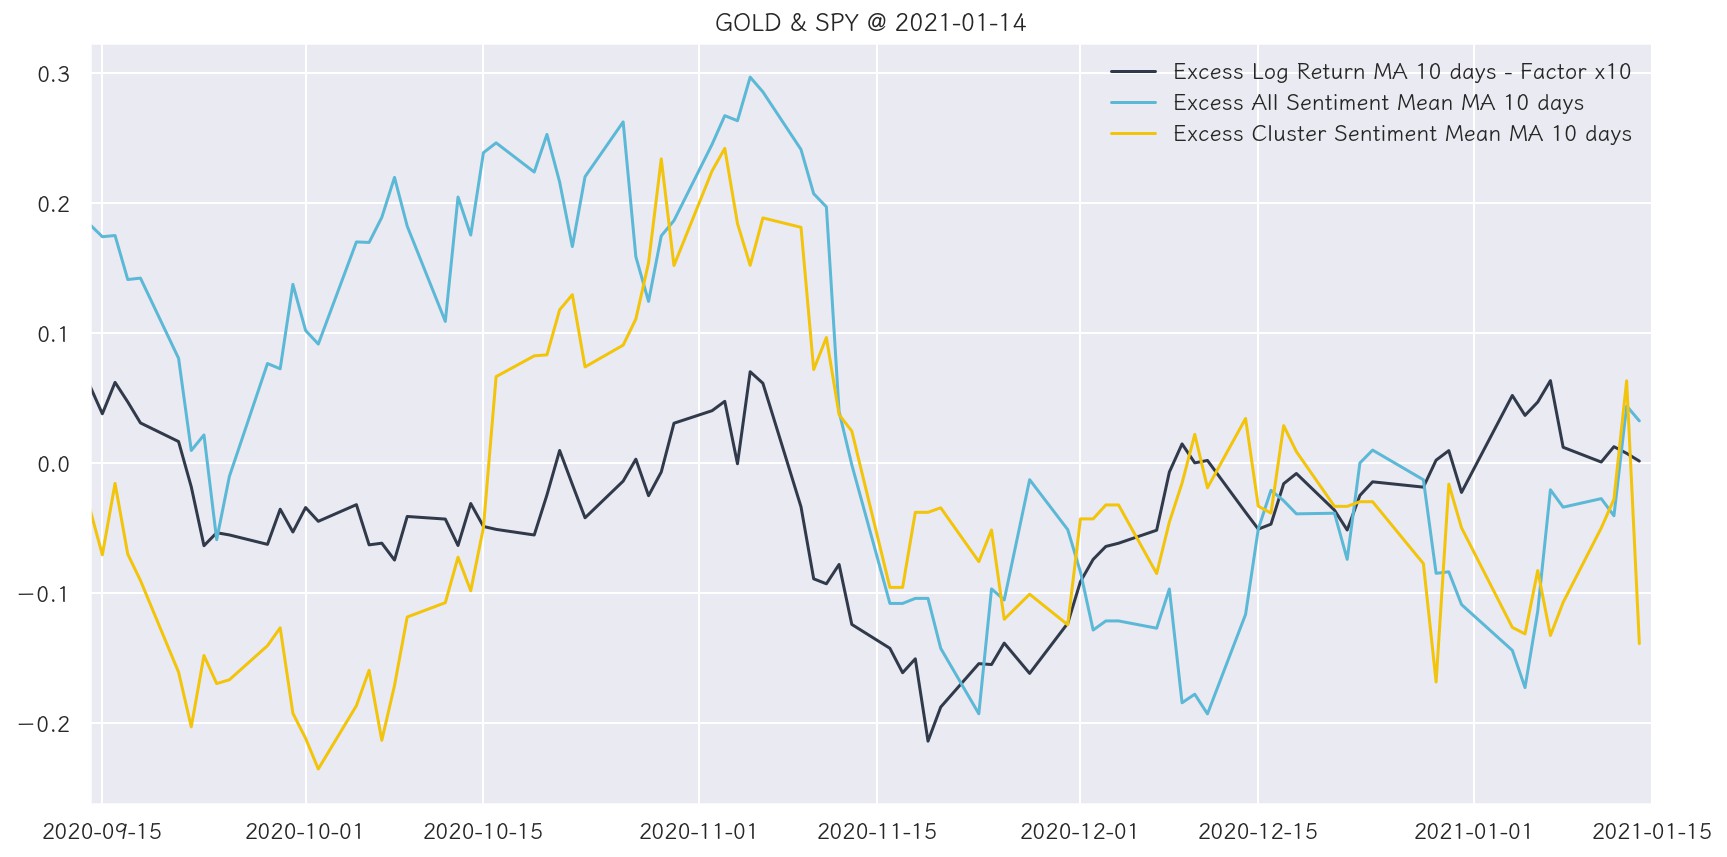 GOLD & SPY @ 2021-01-14
Excess Log Return MA 10 days - Factor x10
Excess All Sentiment Mean MA 10 days
Excess Cluster Sentiment Mean MA 10 days
0.3
0.2
0.1
0.0
−0.1
−0.2
2020-09-15 2020-10-01 2020-10-15 2020-11-01 2020-11-15 2020-12-01 2020-12-15 2021-01-01 2021-01-15